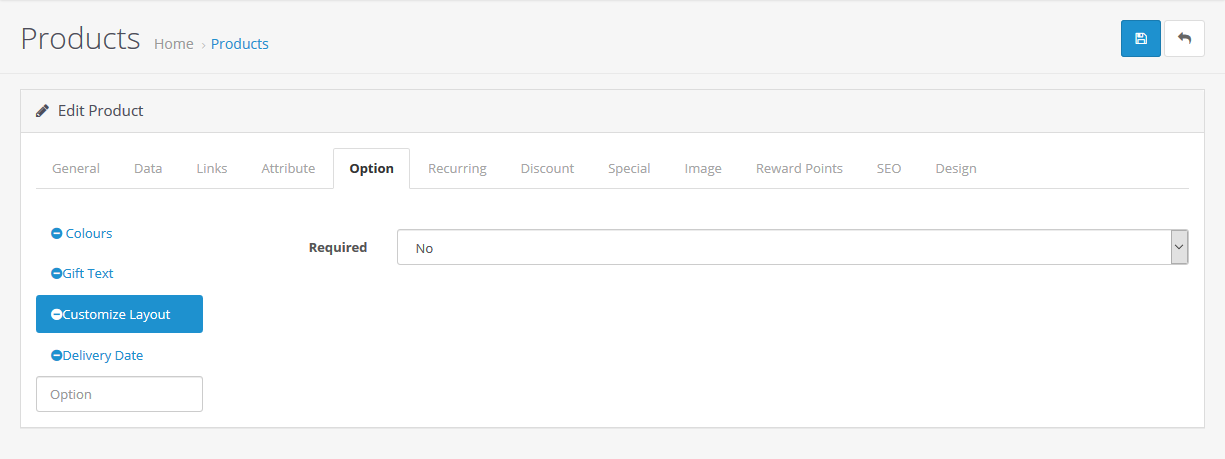 Products Home › Products
Edit Product
General Data Links Attribute Option Recurring Discount Special Image Reward Points SEO Design
Colours
Required No
Gift Text
Customize Layout
Delivery Date
Option